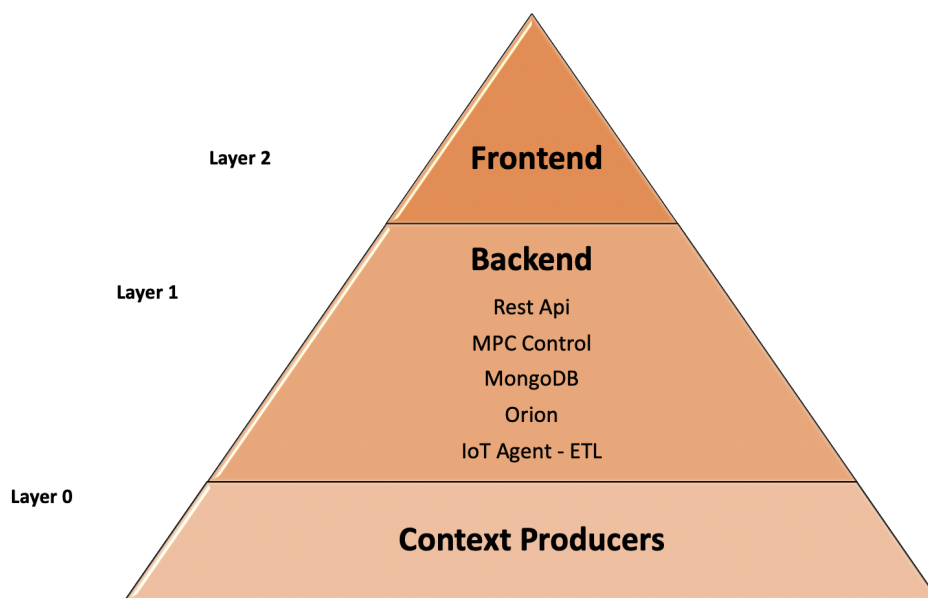 Layer 2
Frontend
Layer 1
Backend
Rest Api
MPC Control
MongoDB
Orion
IoT Agent - ETL
Layer 0
Context Producers